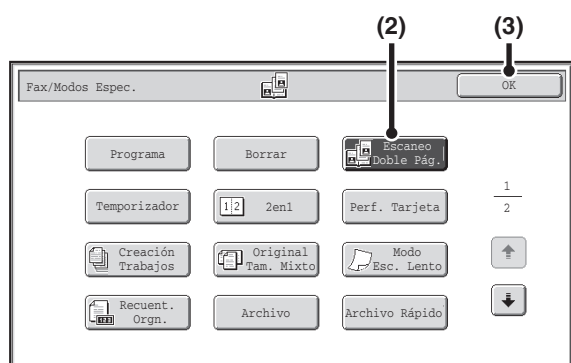 (2)
(3)
Fax/Modos Espec.
OK
Programa
Borrar
Escaneo
Doble Pág.
Temporizador
1 2
2en1
Perf. Tarjeta
1
2
Creación
Trabajos
Original
Tam. Mixto
Modo
Esc. Lento
Recuent.
Orgn.
123
Archivo
Archivo Rápido